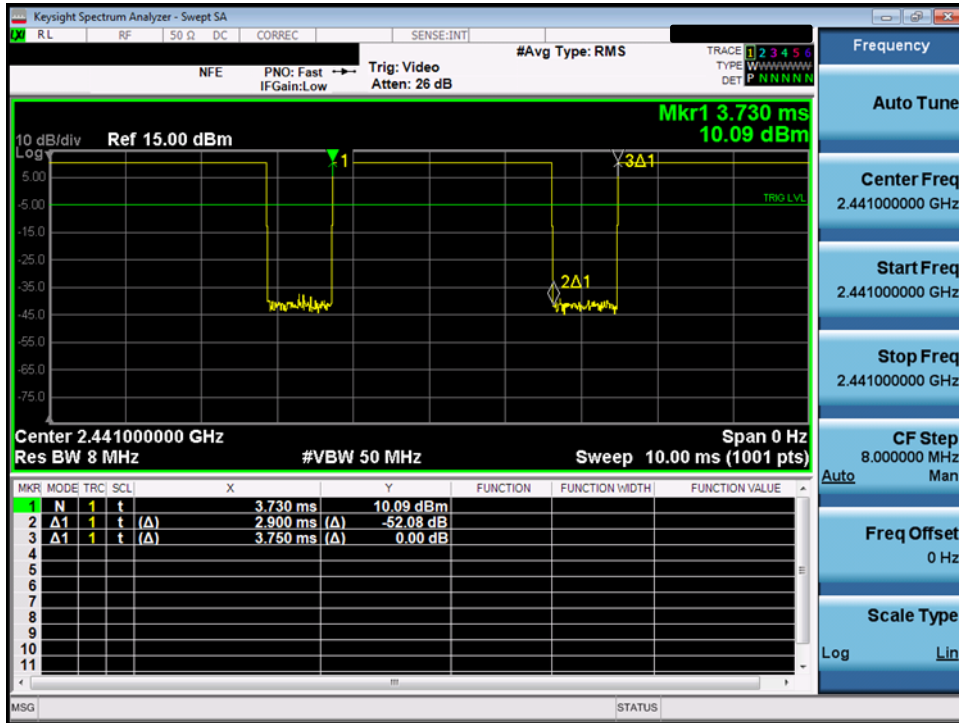 Keysight Spectrum Analyzer - Swept SA
LXI RL RF 50 Ω DC CORREC SENSE:INT
#Avg Type: RMS
TRACE 1 2 3 4 5 6
TYPE WWWWWW
DET P N N N N N
NFE PNO: Fast Trig: Video
IFGain:Low Atten: 26 dB
Frequency
Auto Tune
Center Freq
2.441000000 GHz
Start Freq
2.441000000 GHz
Stop Freq
2.441000000 GHz
CF Step
8.000000 MHz
Auto Man
Freq Offset
0 Hz
Scale Type
Log Lin
Mkr1 3.730 ms
10.09 dBm
10 dB/div Ref 15.00 dBm
Log
1
3Δ1
5.00
TRIG LVL
-5.00
-15.0
-25.0
2Δ1
-35.0
-45.0
-55.0
-65.0
-75.0
Center 2.441000000 GHz Span 0 Hz
Res BW 8 MHz #VBW 50 MHz Sweep 10.00 ms (1001 pts)
MKR MODE TRC SCL X Y FUNCTION FUNCTION WIDTH FUNCTION VALUE
1 N 1 t 3.730 ms 10.09 dBm
2 Δ1 1 t (Δ) 2.900 ms (Δ) -52.08 dB
3 Δ1 1 t (Δ) 3.750 ms (Δ) 0.00 dB
4
5
6
7
8
9
10
11
MSG STATUS